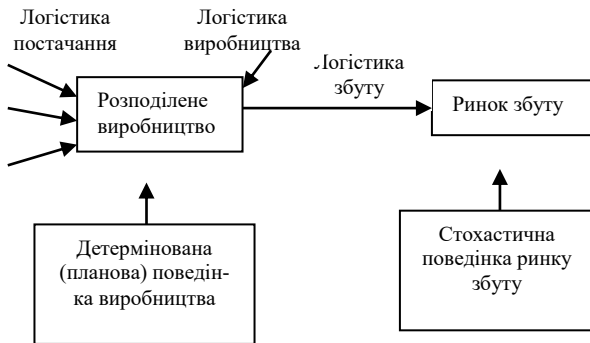 Логістика
постачання
Логістика
виробництва
Логістика
збуту
Розподілене
виробництво
Ринок збуту
Детермінована
(планова) поведін-
ка виробництва
Стохастична
поведінка ринку
збуту